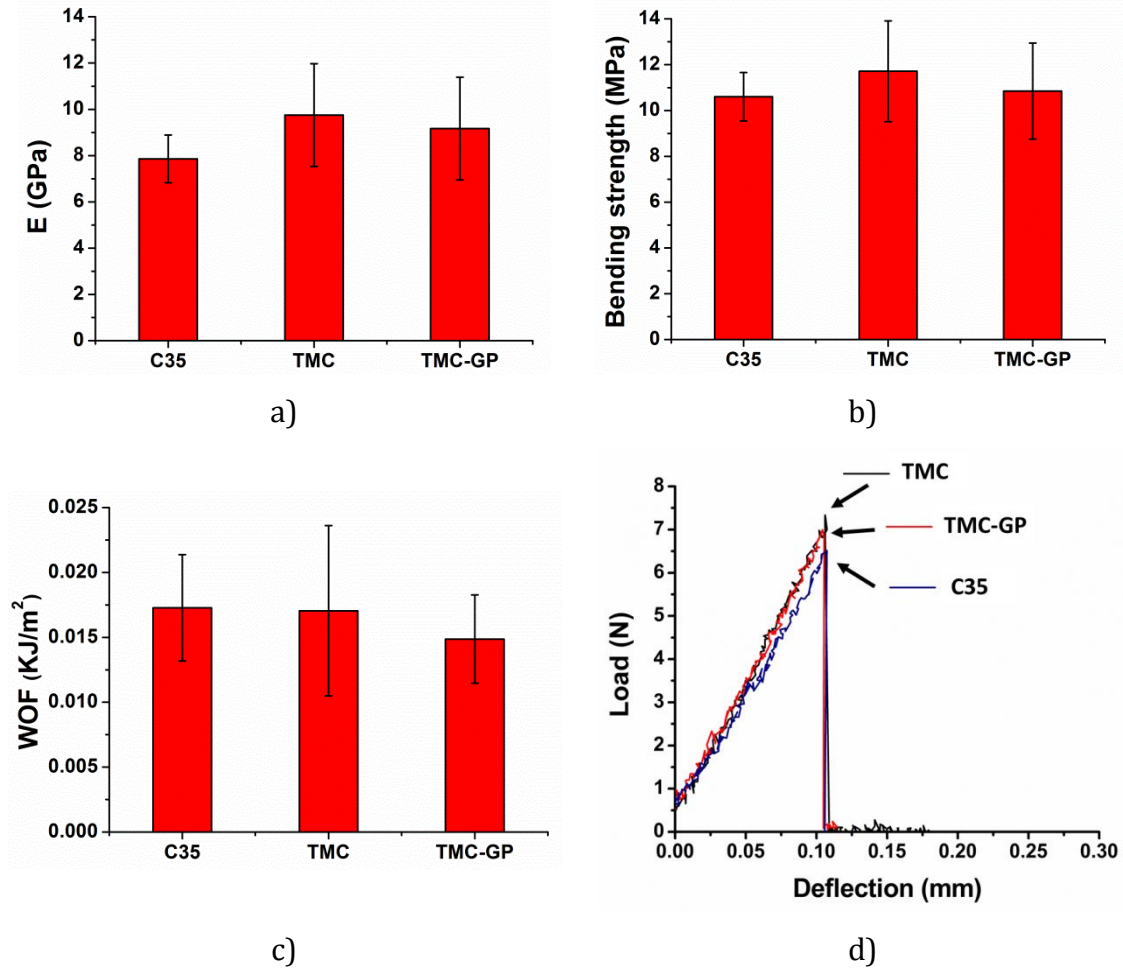 14
12
10
8
6
4
2
0
E (GPa)
C35 TMC TMC-GP
a)
14
12
10
8
6
4
2
0
Bending strength (MPa)
C35 TMC TMC-GP
b)
0.025
0.020
0.015
0.010
0.005
0.000
WOF (KJ/m²)
C35 TMC TMC-GP
c)
8
7
6
5
4
3
2
1
0
Load (N)
TMC
TMC-GP
C35
0.00 0.05 0.10 0.15 0.20 0.25 0.30
Deflection (mm)
d)